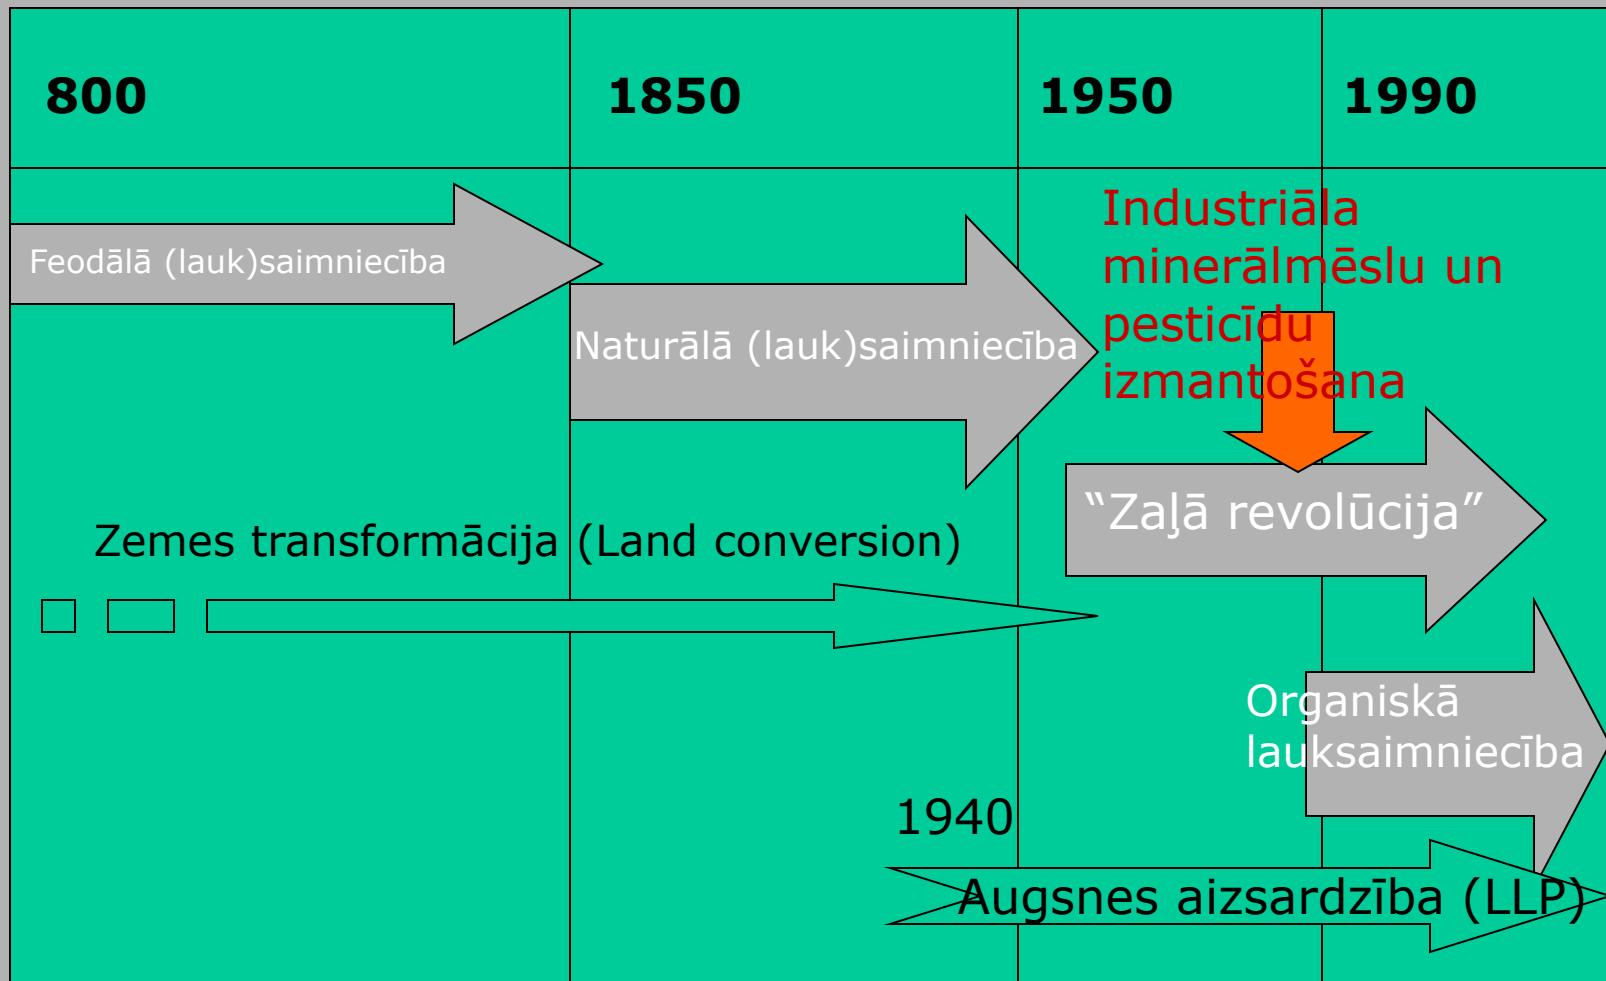 800
1850
1950
1990
Feodālā (lauk)saimniecība
Naturālā (lauk)saimniecība
Industriāla
minerālmēslu un
pesticīdu
izmantošana
“Zaļā revolūcija”
Zemes transformācija (Land conversion)
Organiskā
lauksaimniecība
1940
Augsnes aizsardzība (LLP)